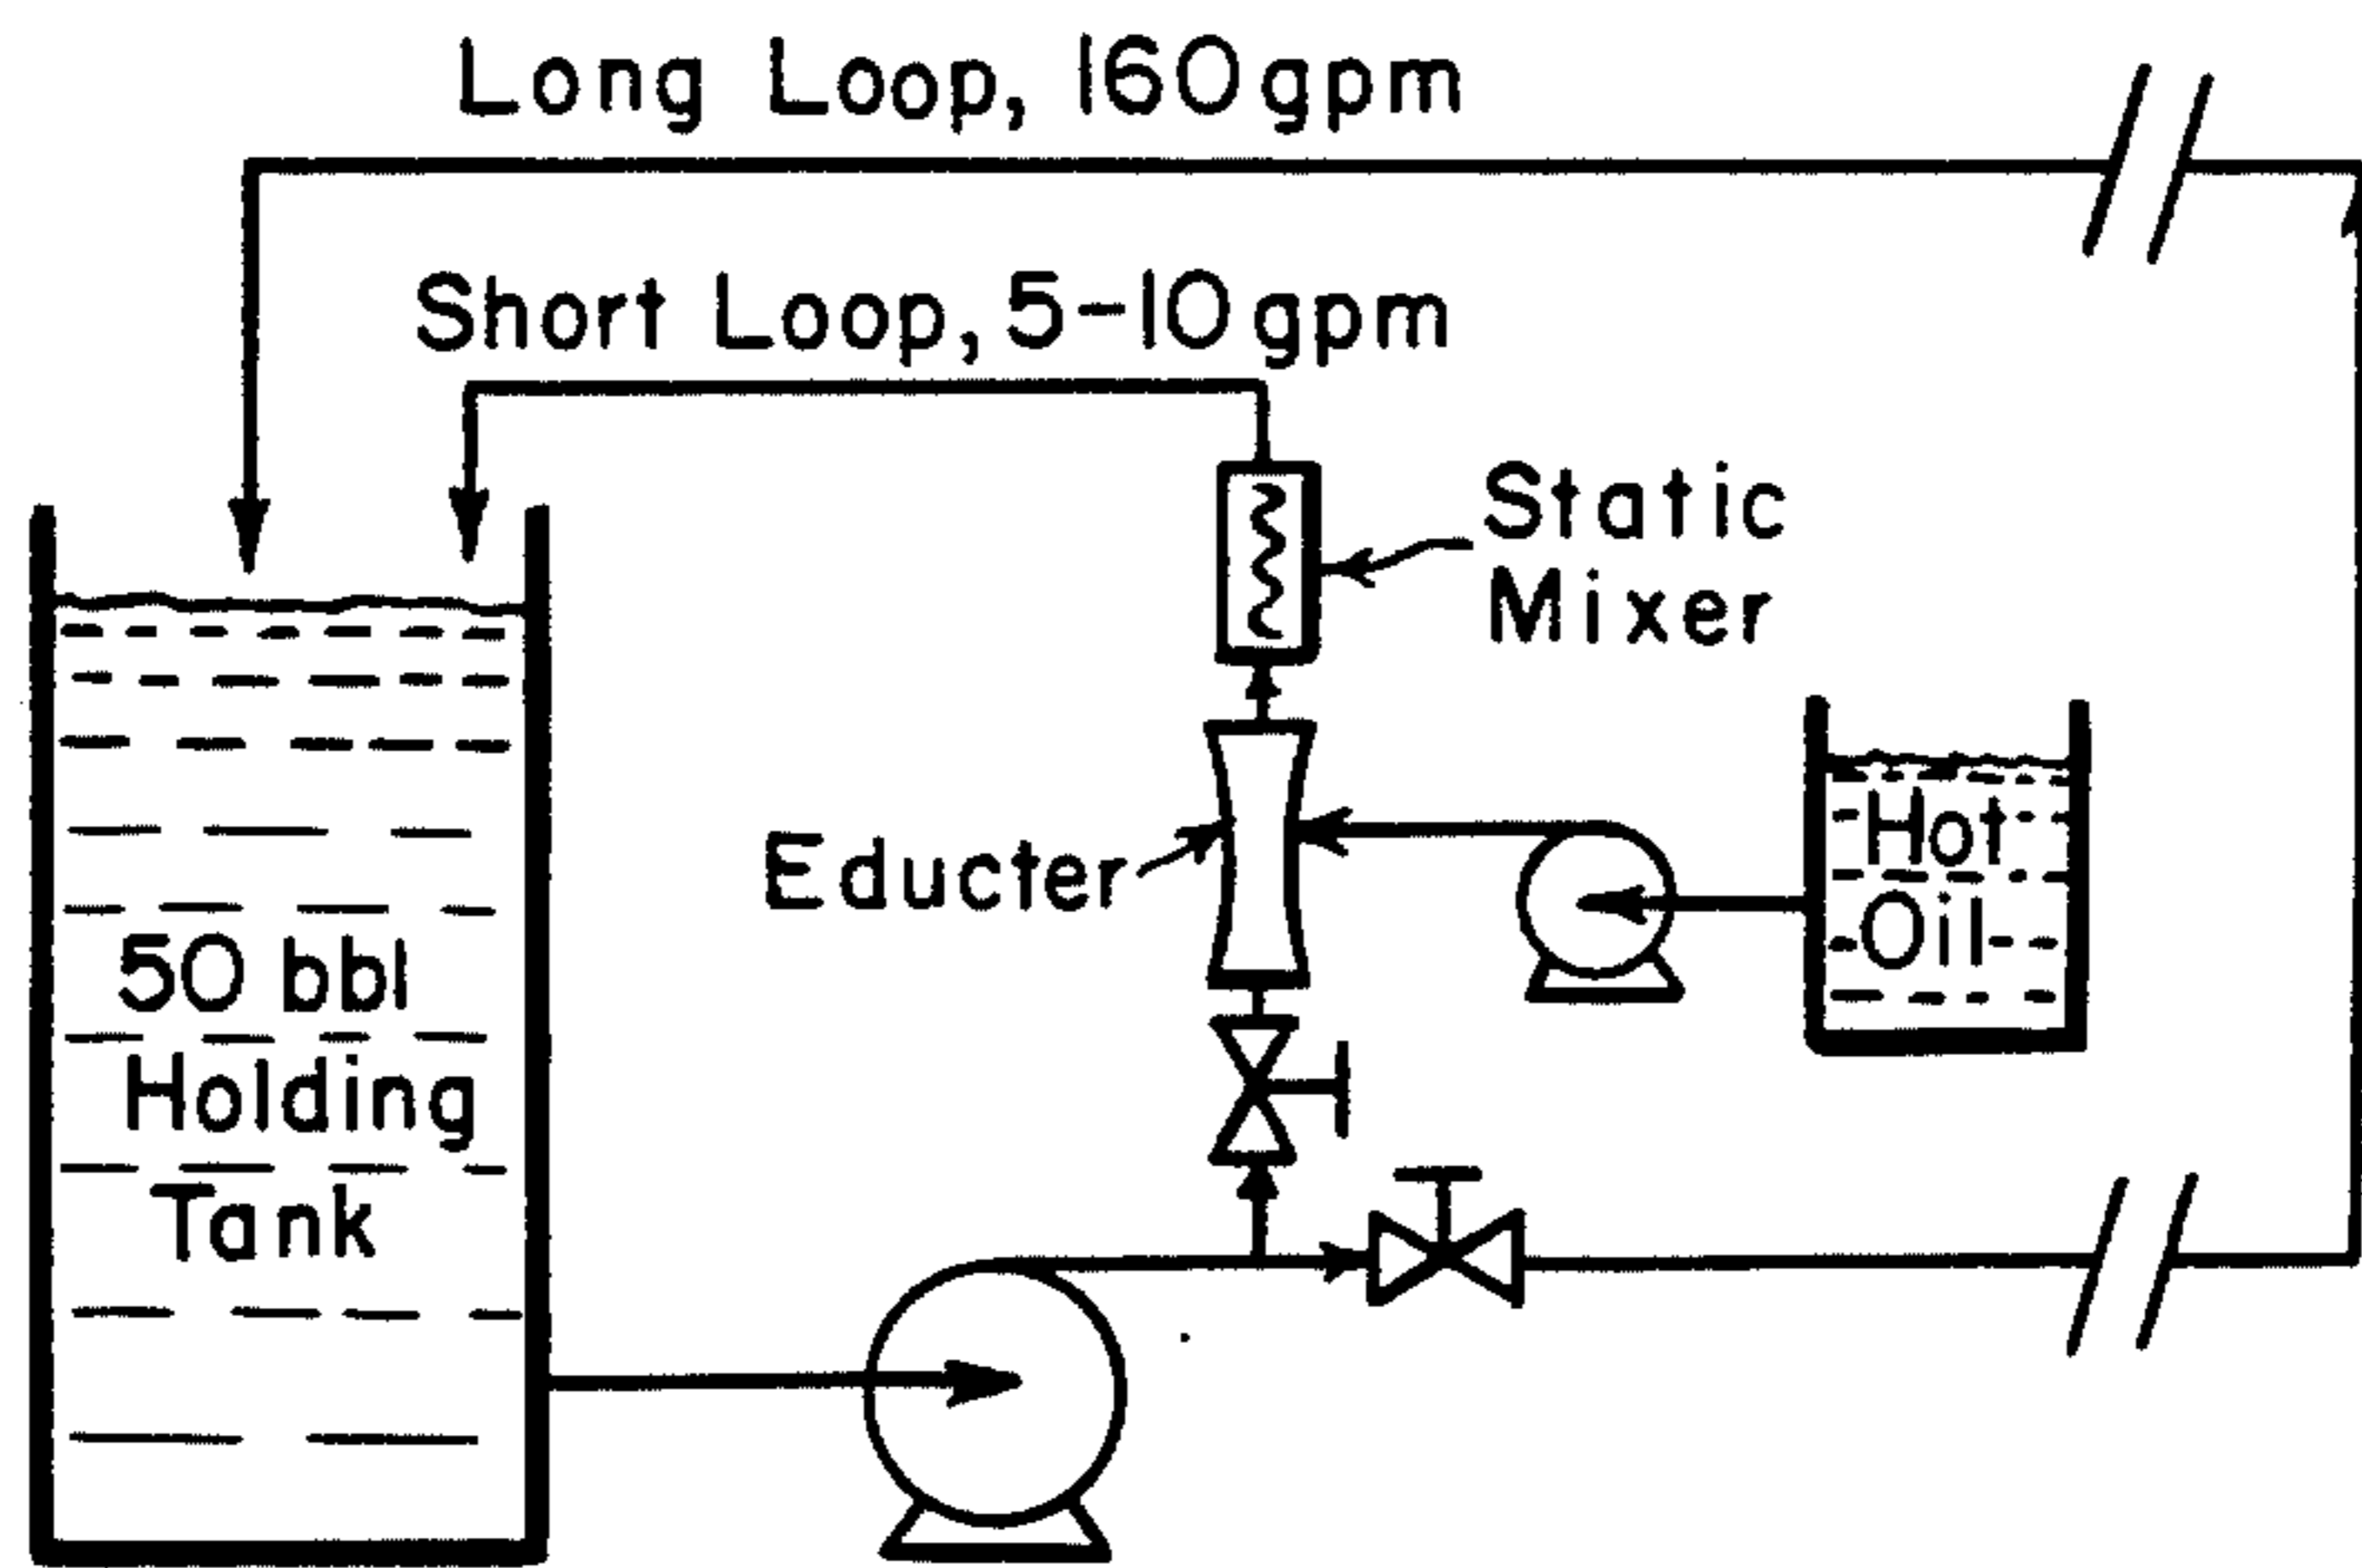 Long Loop, 160 gpm
Short Loop, 5-10 gpm
Static
Mixer
Educter
Hot
Oil
50 bbl
Holding
Tank